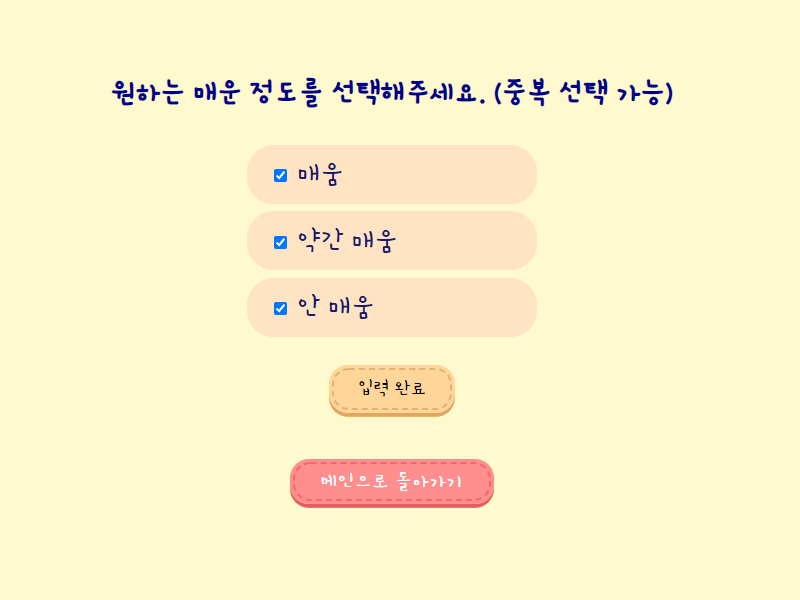 원하는 매운 정도를 선택해주세요. (중복 선택 가능)
매움
약간 매움
안 매움
입력 완료
메인으로 돌아가기